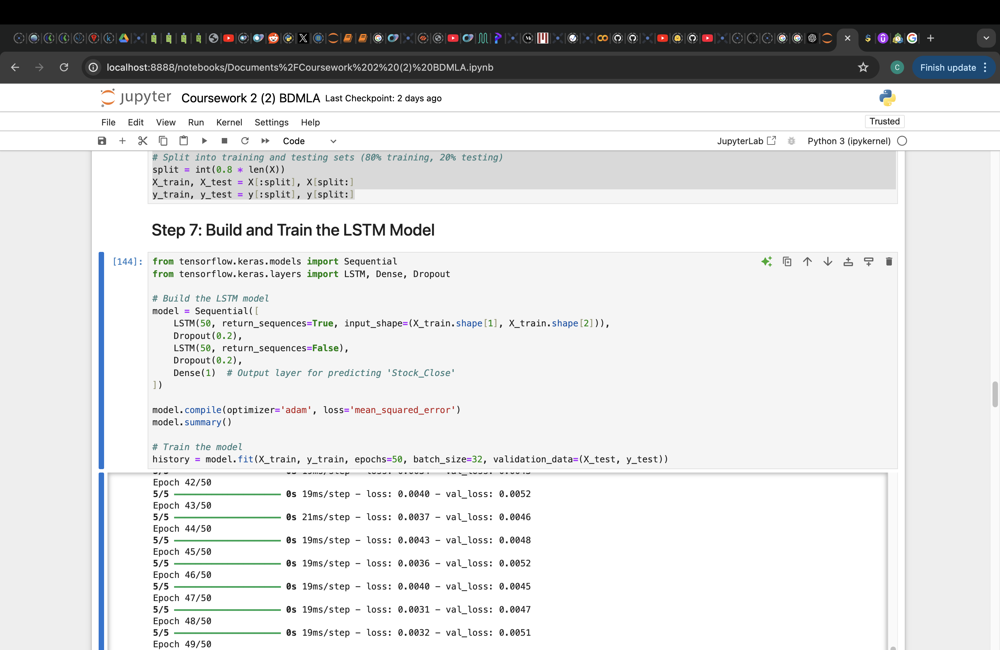 localhost:8888/notebooks/Documents%2FCoursework%202%20(2)%20BDMLA.ipynb
C
Finish update
jupyter Coursework 2 (2) BDMLA Last Checkpoint: 2 days ago
File Edit View Run Kernel Settings Help
Trusted
Code
JupyterLab
Python 3 (ipykernel)
# Split into training and testing sets (80% training, 20% testing)
split = int(0.8 * len(X))
X_train, X_test = X[:split], X[split:]
y_train, y_test = y[:split], y[split:]
Step 7: Build and Train the LSTM Model
[144]:
from tensorflow.keras.models import Sequential
from tensorflow.keras.layers import LSTM, Dense, Dropout
# Build the LSTM model
model = Sequential([
    LSTM(50, return_sequences=True, input_shape=(X_train.shape[1], X_train.shape[2])),
    Dropout(0.2),
    LSTM(50, return_sequences=False),
    Dropout(0.2),
    Dense(1)  # Output layer for predicting 'Stock_Close'
])
model.compile(optimizer='adam', loss='mean_squared_error')
model.summary()
# Train the model
history = model.fit(X_train, y_train, epochs=50, batch_size=32, validation_data=(X_test, y_test))
Epoch 42/50
5/5 0s 19ms/step - loss: 0.0040 - val_loss: 0.0052
Epoch 43/50
5/5 0s 21ms/step - loss: 0.0037 - val_loss: 0.0046
Epoch 44/50
5/5 0s 19ms/step - loss: 0.0043 - val_loss: 0.0048
Epoch 45/50
5/5 0s 19ms/step - loss: 0.0036 - val_loss: 0.0052
Epoch 46/50
5/5 0s 19ms/step - loss: 0.0040 - val_loss: 0.0045
Epoch 47/50
5/5 0s 19ms/step - loss: 0.0031 - val_loss: 0.0047
Epoch 48/50
5/5 0s 19ms/step - loss: 0.0032 - val_loss: 0.0051
Epoch 49/50